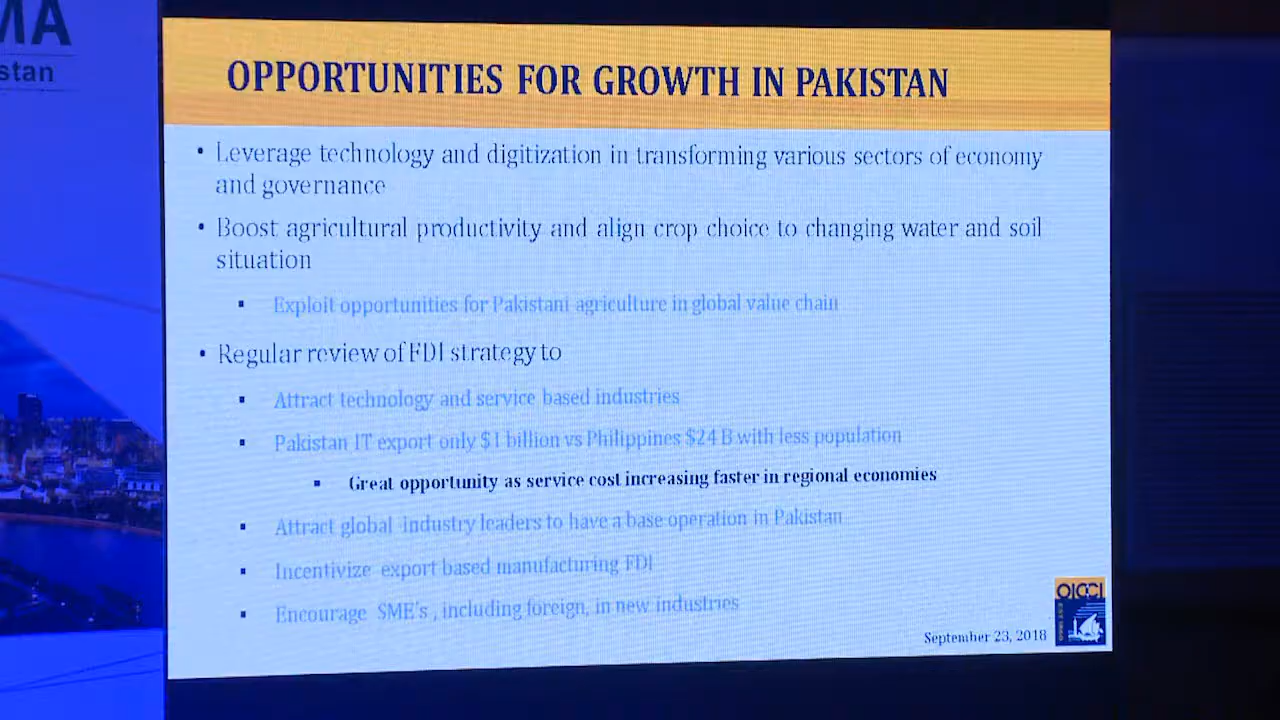 MA
stan
OPPORTUNITIES FOR GROWTH IN PAKISTAN
• Leverage technology and digitization in transforming various sectors of economy
and governance
• Boost agricultural productivity and align crop choice to changing water and soil
situation
▪ Exploit opportunities for Pakistani agriculture in global value chain
• Regular review of FDI strategy to
▪ Attract technology and service based industries
▪ Pakistan IT export only $1 billion vs Philippines $24 B with less population
▪ Great opportunity as service cost increasing faster in regional economies
▪ Attract global industry leaders to have a base operation in Pakistan
▪ Incentivize export based manufacturing FDI
▪ Encourage SME's , including foreign, in new industries
OICCI
September 23, 2018